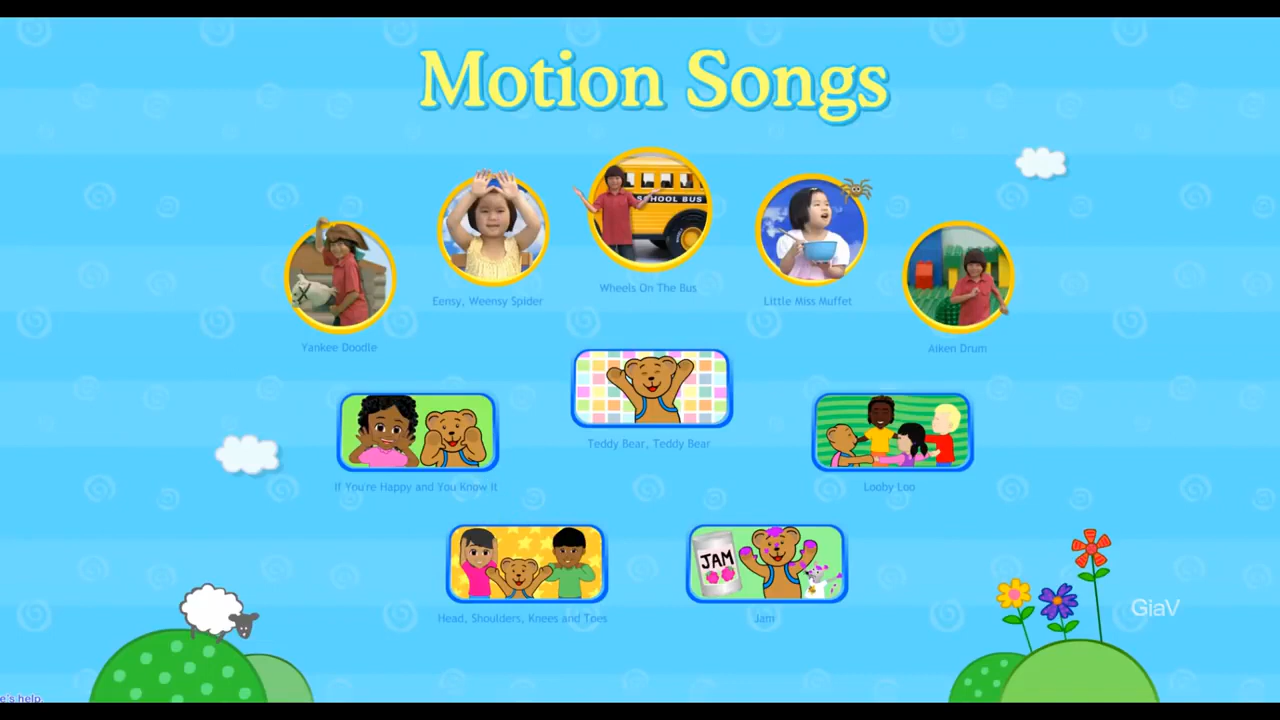 Motion Songs
SCHOOL BUS
Wheels On The Bus
Eensy, Weensy Spider
Little Miss Muffet
Yankee Doodle
Aiken Drum
Teddy Bear, Teddy Bear
If You're Happy and You Know It
Looby Loo
JAM
Head, Shoulders, Knees and Toes
Jam
GiaV
e's help.